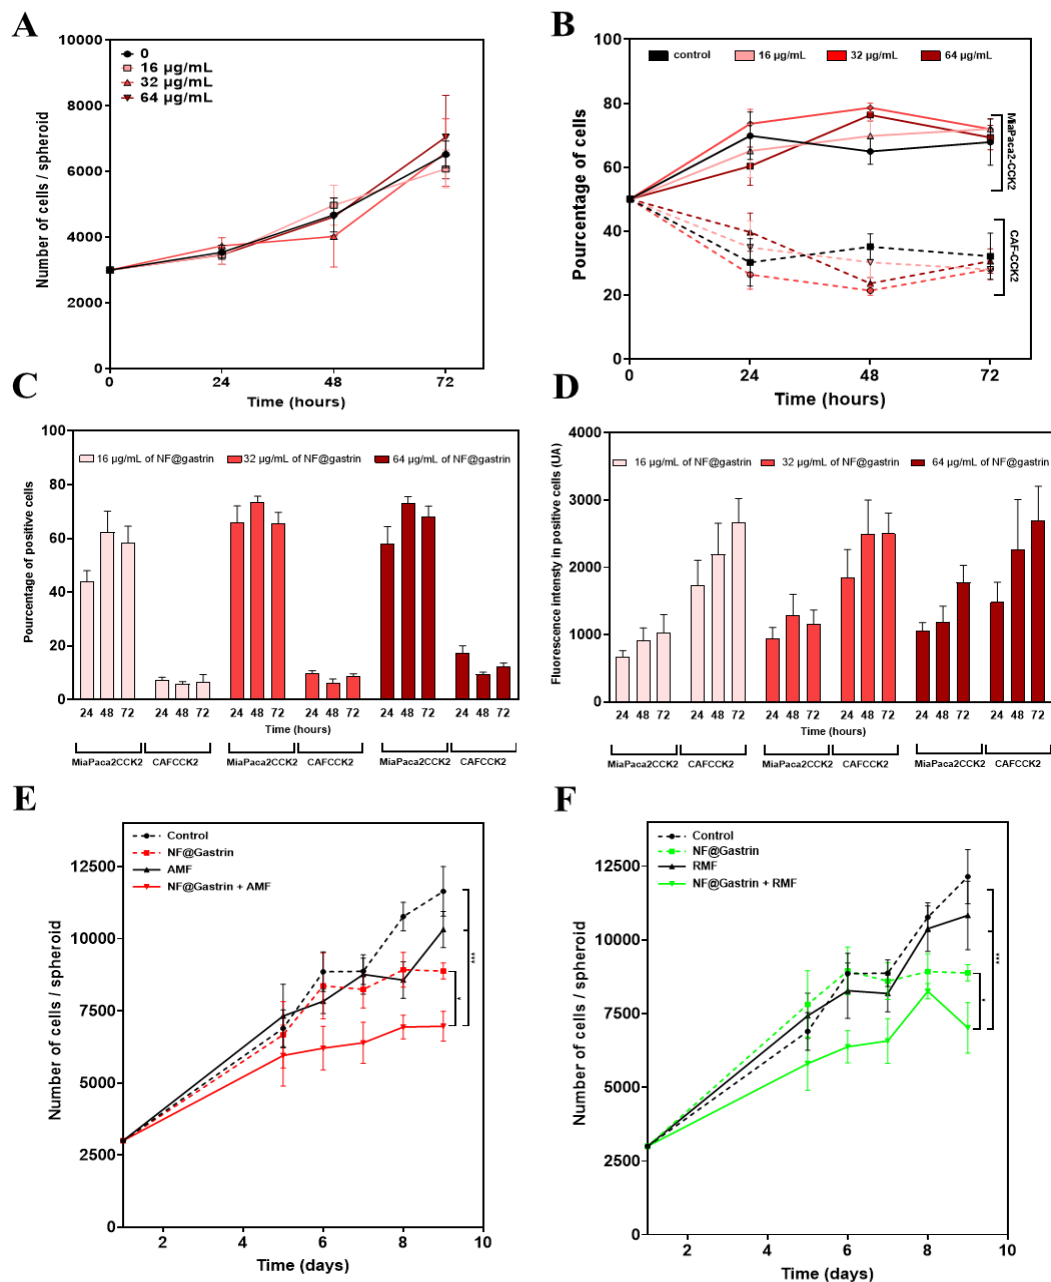 A
Number of cells / spheroid
10000
8000
6000
4000
2000
0
0
16 µg/mL
32 µg/mL
64 µg/mL
0 24 48 72
Time (hours)
B
Pourcentage of cells
100
80
60
40
20
0
control 16 µg/mL 32 µg/mL 64 µg/mL
MiaPaca2-CCK2
CAF-CCK2
0 24 48 72
Time (hours)
C
Pourcentage of positive cells
100
80
60
40
20
0
16 µg/mL of NF@gastrin 32 µg/mL of NF@gastrin 64 µg/mL of NF@gastrin
24 48 72 24 48 72 24 48 72 24 48 72 24 48 72 24 48 72
Time (hours)
MiaPaca2CCK2 CAFCCK2 MiaPaca2CCK2 CAFCCK2 MiaPaca2CCK2 CAFCCK2
D
Fluorescence intensty in positive cells (UA)
4000
3000
2000
1000
0
16 µg/mL of NF@gastrin 32 µg/mL of NF@gastrin 64 µg/mL of NF@gastrin
24 48 72 24 48 72 24 48 72 24 48 72 24 48 72 24 48 72
Time (hours)
MiaPaca2CCK2 CAFCCK2 MiaPaca2CCK2 CAFCCK2 MiaPaca2CCK2 CAFCCK2
E
Number of cells / spheroid
12500
10000
7500
5000
2500
0
Control
NF@Gastrin
AMF
NF@Gastrin + AMF
***
*
2 4 6 8 10
Time (days)
F
Number of cells / spheroid
12500
10000
7500
5000
2500
0
Control
NF@Gastrin
RMF
NF@Gastrin + RMF
***
*
2 4 6 8 10
Time (days)